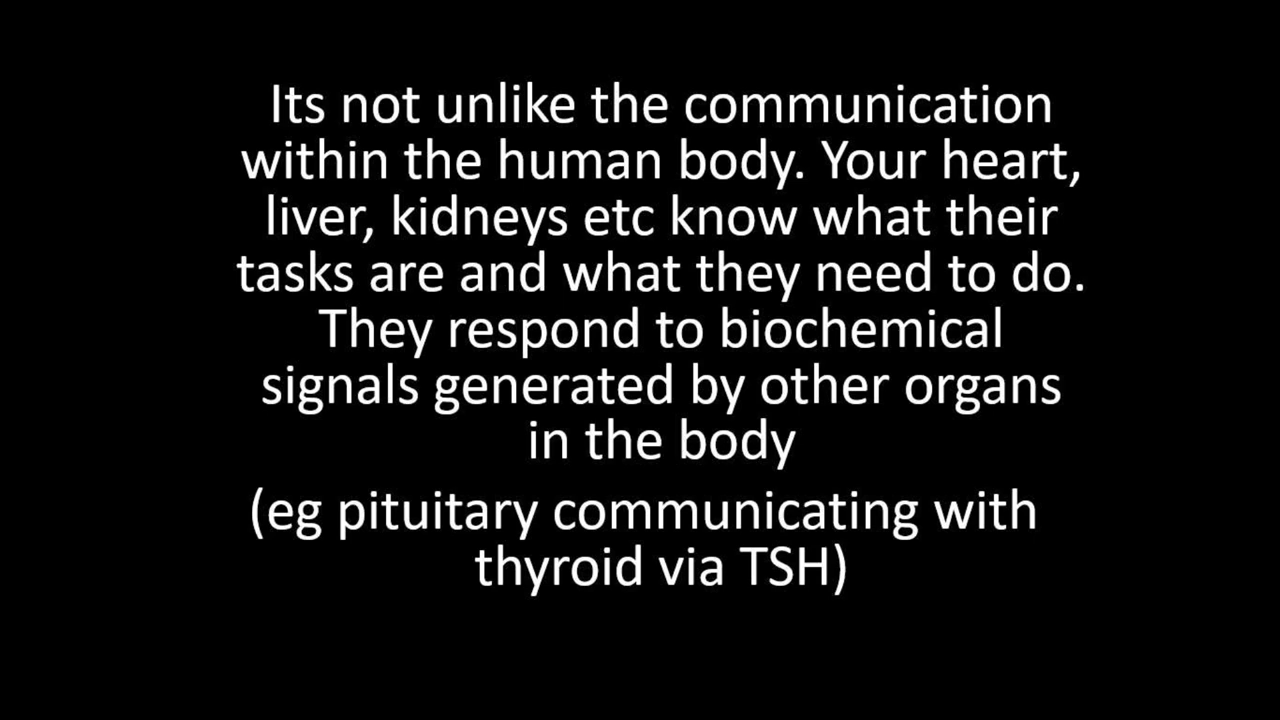 Its not unlike the communication
within the human body. Your heart,
liver, kidneys etc know what their
tasks are and what they need to do.
They respond to biochemical
signals generated by other organs
in the body
(eg pituitary communicating with
thyroid via TSH)